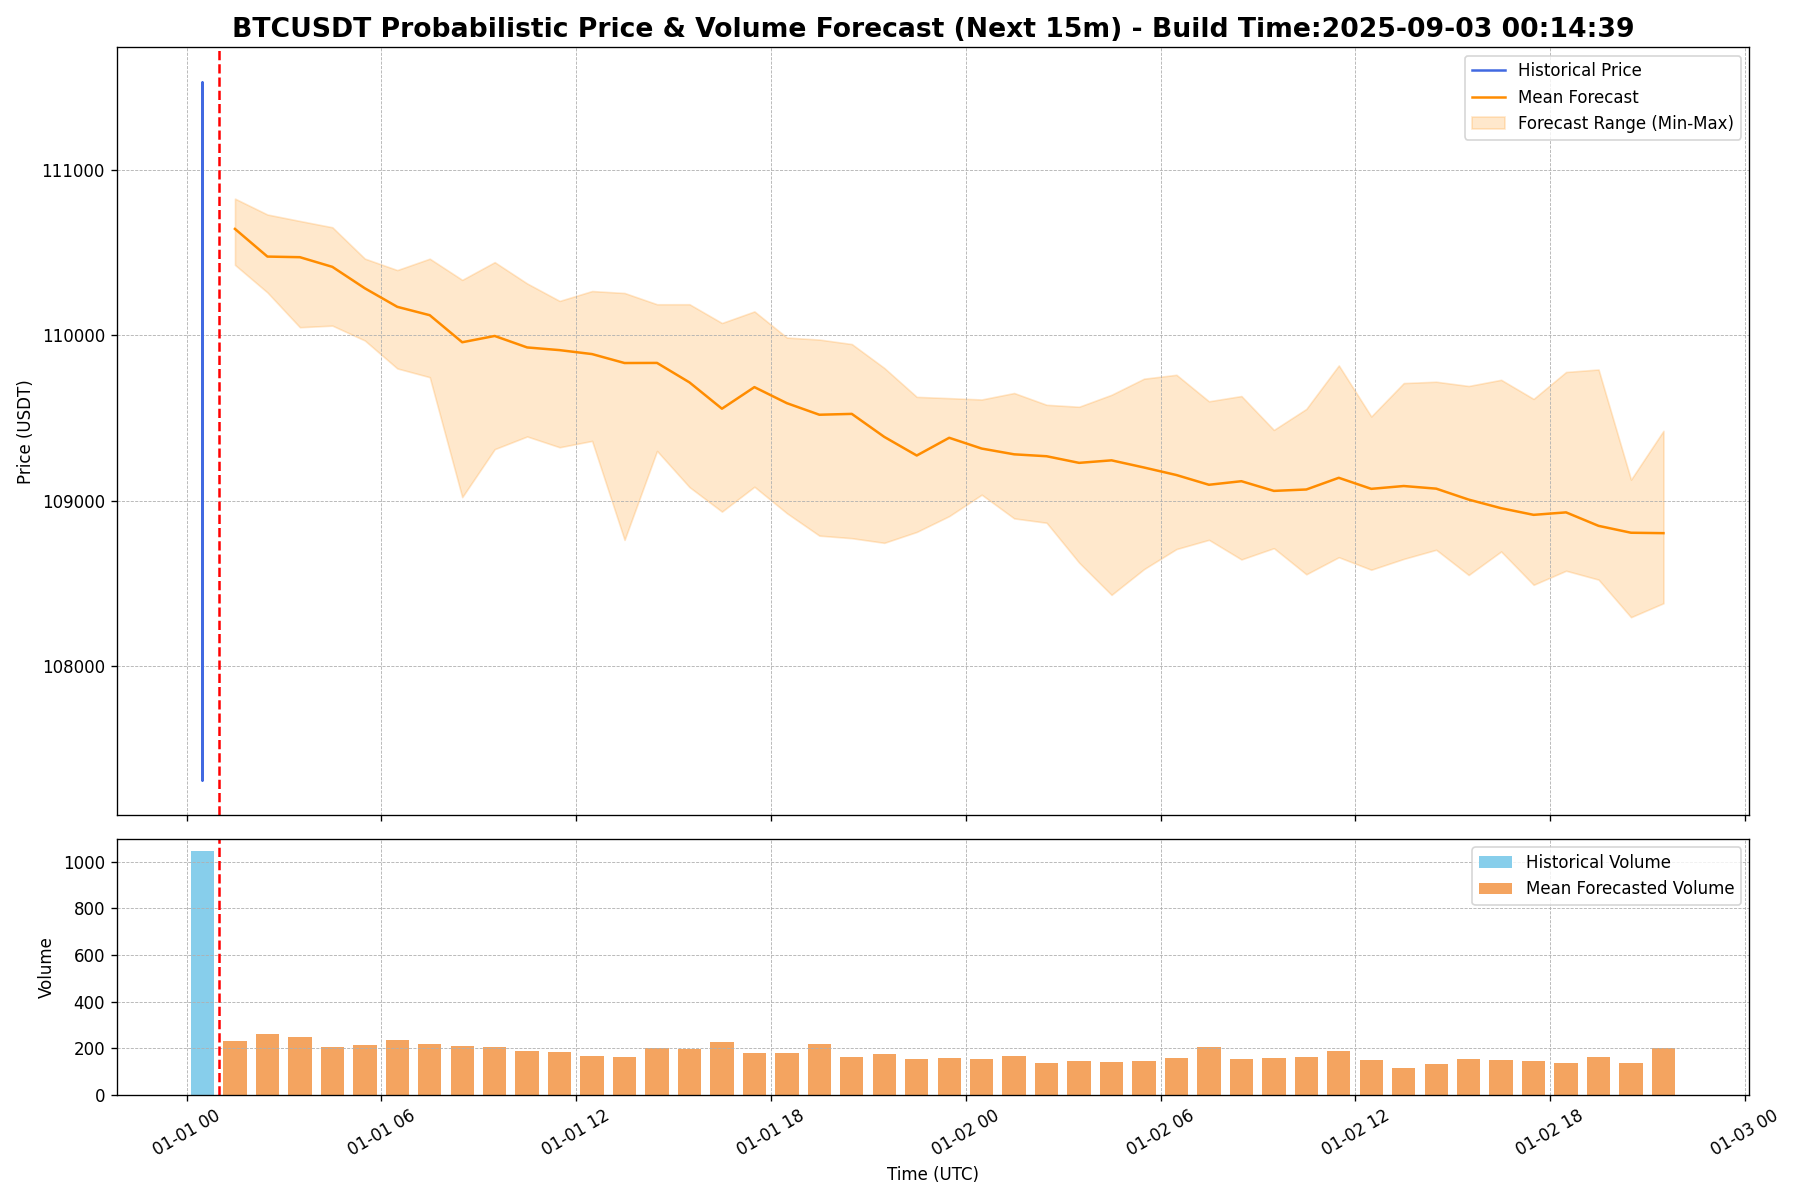 BTCUSDT Probabilistic Price & Volume Forecast (Next 15m) - Build Time:2025-09-03 00:14:39
Historical Price
Mean Forecast
Forecast Range (Min-Max)
Price (USDT)
111000
110000
109000
108000
Historical Volume
Mean Forecasted Volume
Volume
1000
800
600
400
200
0
01-01 00
01-01 06
01-01 12
01-01 18
01-02 00
01-02 06
01-02 12
01-02 18
01-03 00
Time (UTC)